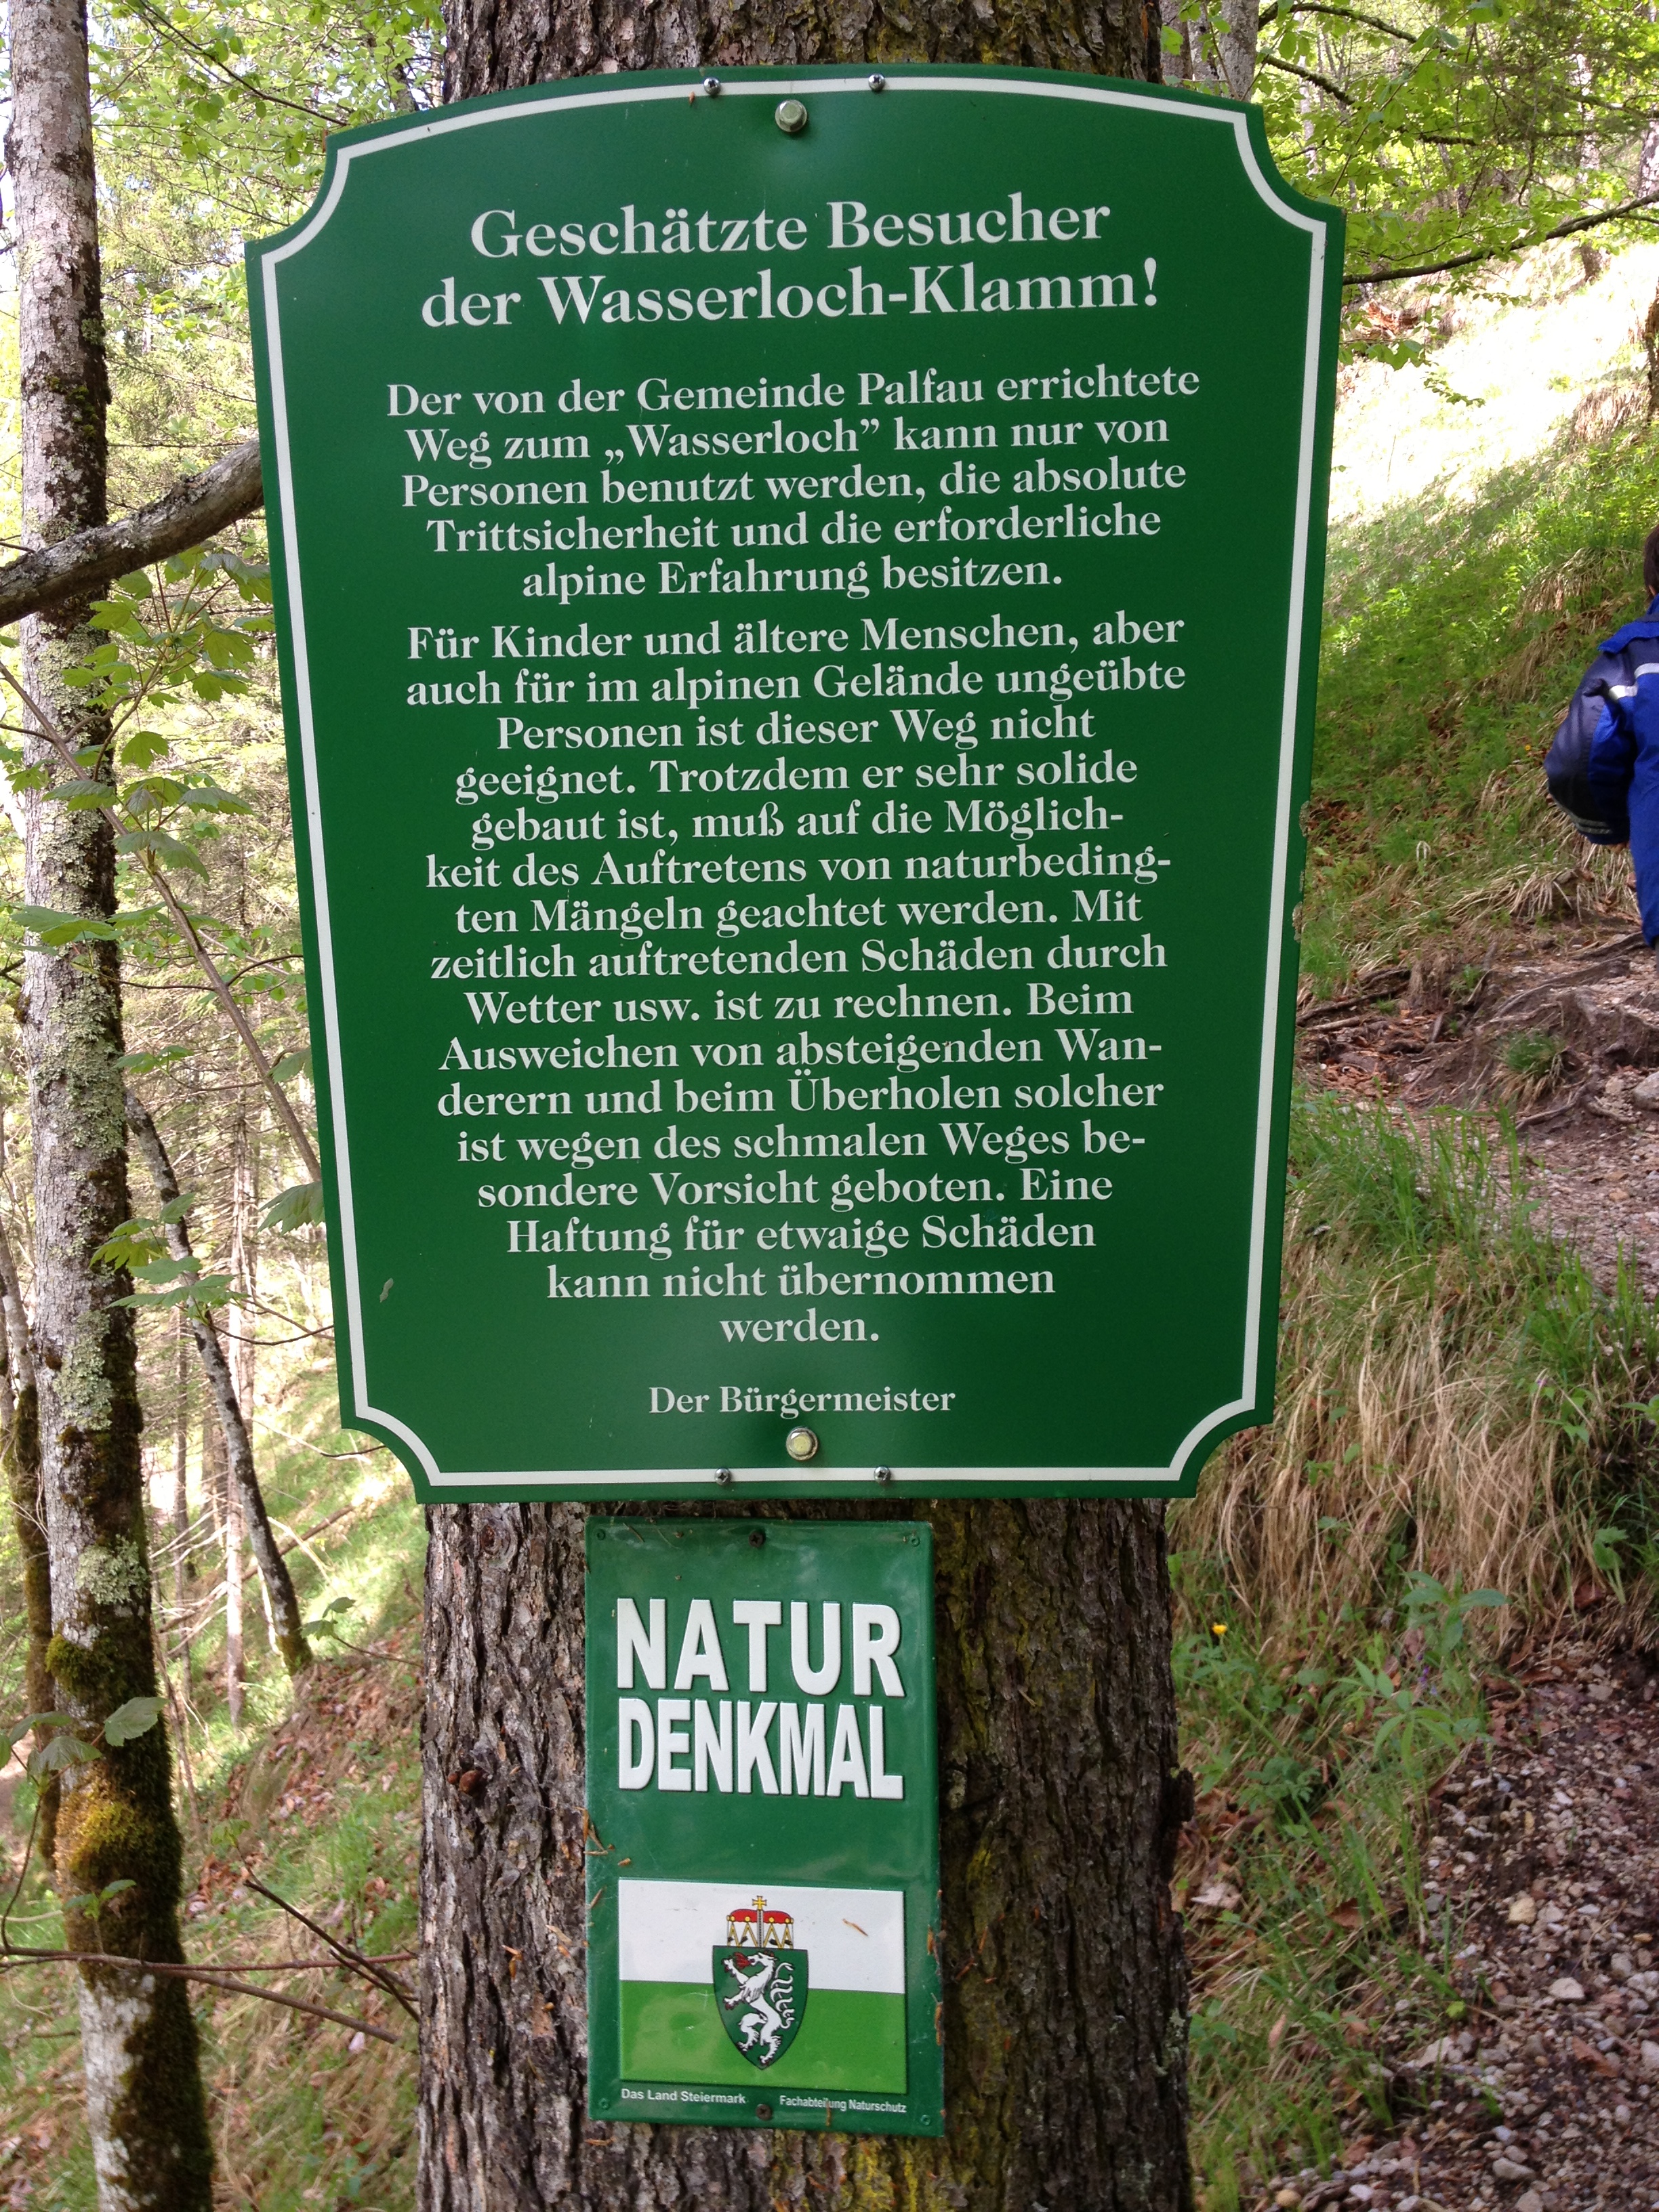 Geschätzte Besucher
der Wasserloch-Klamm!
Der von der Gemeinde Palfau errichtete
Weg zum „Wasserloch” kann nur von
Personen benutzt werden, die absolute
Trittsicherheit und die erforderliche
alpine Erfahrung besitzen.
Für Kinder und ältere Menschen, aber
auch für im alpinen Gelände ungeübte
Personen ist dieser Weg nicht
geeignet. Trotzdem er sehr solide
gebaut ist, muß auf die Möglich-
keit des Auftretens von naturbeding-
ten Mängeln geachtet werden. Mit
zeitlich auftretenden Schäden durch
Wetter usw. ist zu rechnen. Beim
Ausweichen von absteigenden Wan-
derern und beim Überholen solcher
ist wegen des schmalen Weges be-
sondere Vorsicht geboten. Eine
Haftung für etwaige Schäden
kann nicht übernommen
werden.
Der Bürgermeister
NATUR
DENKMAL
Das Land Steiermark Fachabteilung Naturschutz